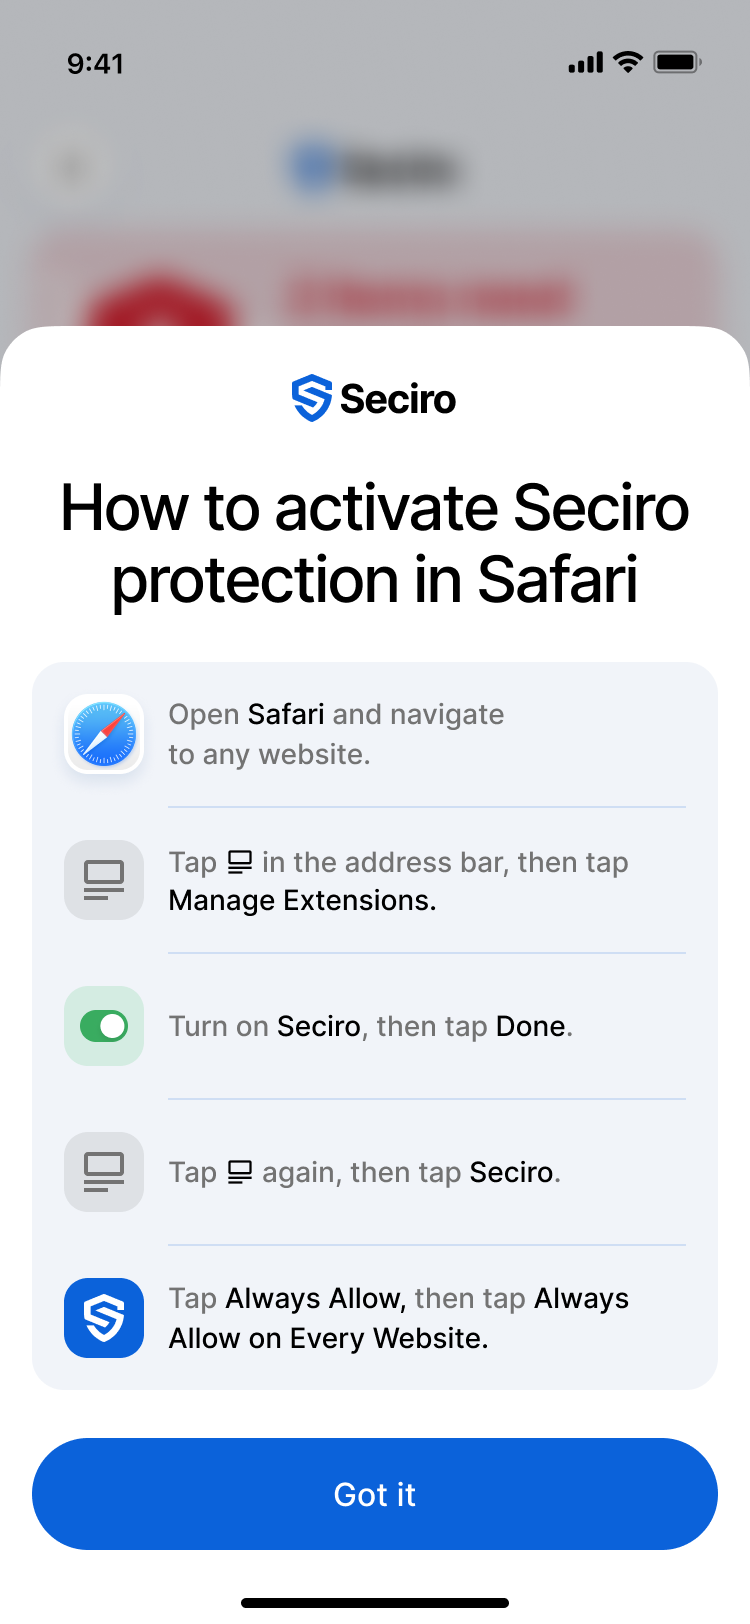 9:41
Seciro
How to activate Seciro
protection in Safari
Open Safari and navigate
to any website.
Tap in the address bar, then tap
Manage Extensions.
Turn on Seciro, then tap Done.
Tap again, then tap Seciro.
Tap Always Allow, then tap Always
Allow on Every Website.
Got it